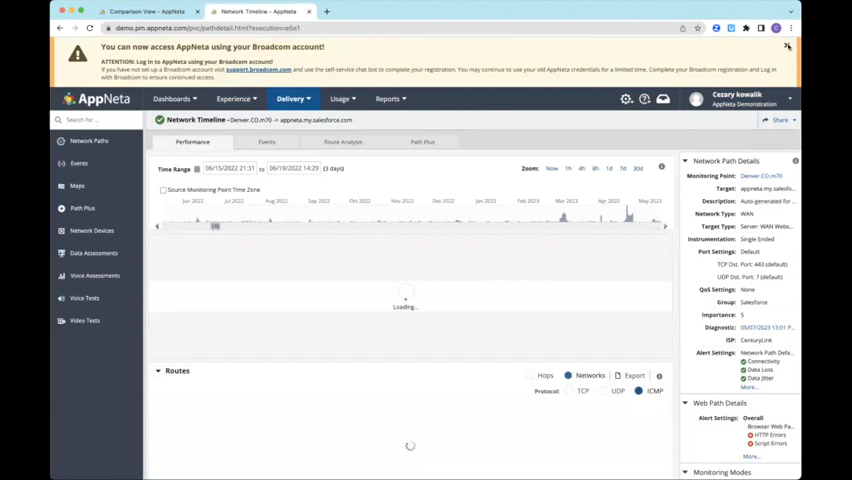 Comparison View - AppNeta
Network Timeline - AppNeta
demo.pm.appneta.com/pvc/pathdetail.html?execution=e5s1
You can now access AppNeta using your Broadcom account!
ATTENTION: Log in to AppNeta using your Broadcom account!
If you have not set up a Broadcom account visit support.broadcom.com and use the self-service chat bot to complete your registration. You may continue to use your old AppNeta credentials for a limited time. Complete your Broadcom registration and Log in
with Broadcom to ensure continued access.
AppNeta
Dashboards
Experience
Delivery
Usage
Reports
Cezary kowalik
AppNeta Demonstration
Search for ...
Network Timeline - Denver.CO.m70 -> appneta.my.salesforce.com
Share
Network Paths
Events
Maps
Path Plus
Network Devices
Data Assessments
Voice Assessments
Voice Tests
Video Tests
Performance
Events
Route Analysis
Path Plus
Time Range
06/15/2022 21:31 to 06/19/2022 14:29 (3 days)
Zoom: Now 1h 4h 8h 1d 7d 30d
Source Monitoring Point Time Zone
Jun 2022 Jul 2022 Aug 2022 Sep 2022 Oct 2022 Nov 2022 Dec 2022 Jan 2023 Feb 2023 Mar 2023 Apr 2023 May 2023
Loading...
Routes
Hops Networks Export
Protocol: TCP UDP ICMP
Network Path Details
Monitoring Point: Denver.CO.m70
Target: appneta.my.salesfo...
Description: Auto-generated for ...
Network Type: WAN
Target Type: Server: WAN Webs...
Instrumentation: Single Ended
Port Settings: Default
TCP Dst. Port: 443 (default)
UDP Dst. Port: 7 (default)
QoS Settings: None
Group: Salesforce
Importance: 5
Diagnostic: 05/07/2023 13:01 P...
ISP: CenturyLink
Alert Settings: Network Path Defa...
Connectivity
Data Loss
Data Jitter
More...
Web Path Details
Alert Settings: Overall
Browser Web Pa...
HTTP Errors
Script Errors
More...
Monitoring Modes